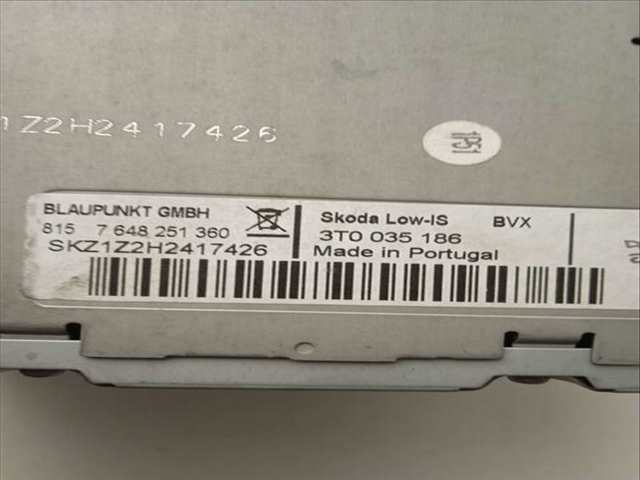 1Z2H2417426
1P51
BLAUPUNKT GMBH
815 7 648 251 360
SKZ1Z2H2417426
Skoda Low-IS BVX
3T0 035 186
Made in Portugal